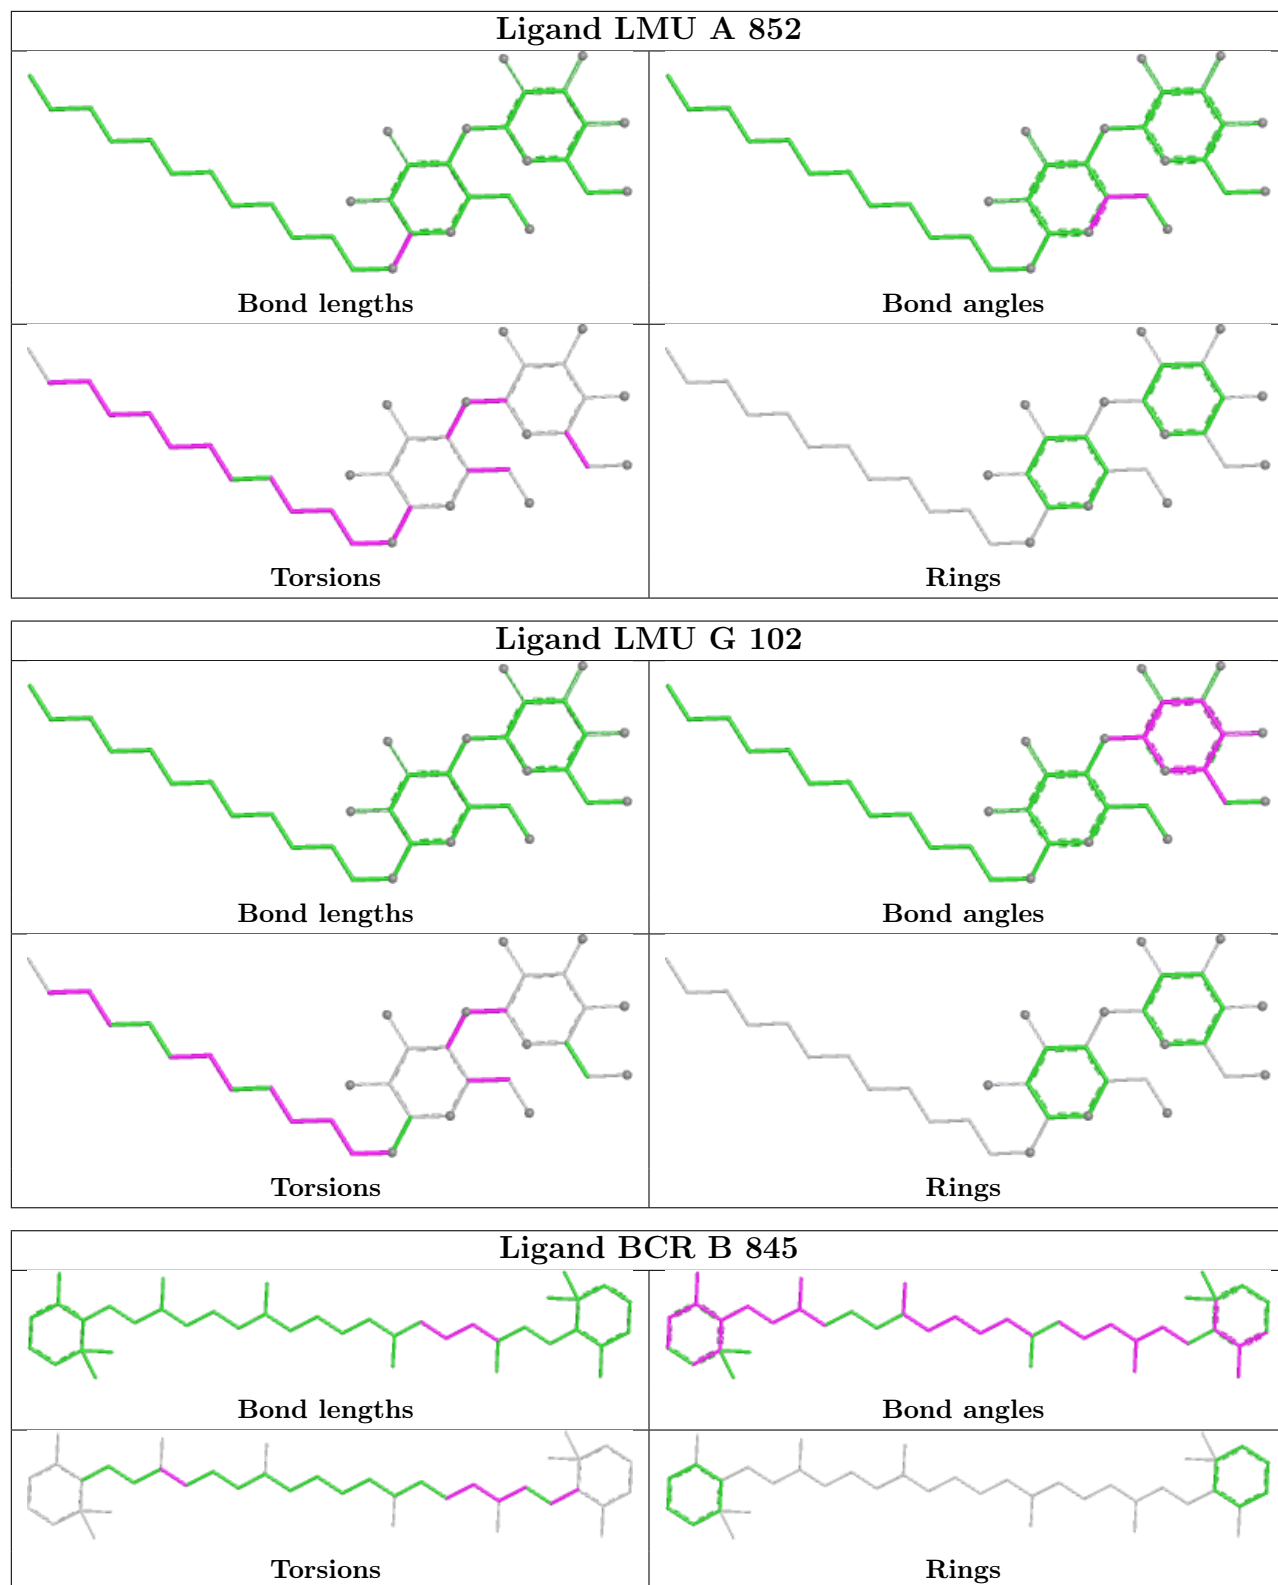 Ligand LMU A 852
Bond lengths
Bond angles
Torsions
Rings
Ligand LMU G 102
Bond lengths
Bond angles
Torsions
Rings
Ligand BCR B 845
Bond lengths
Bond angles
Torsions
Rings